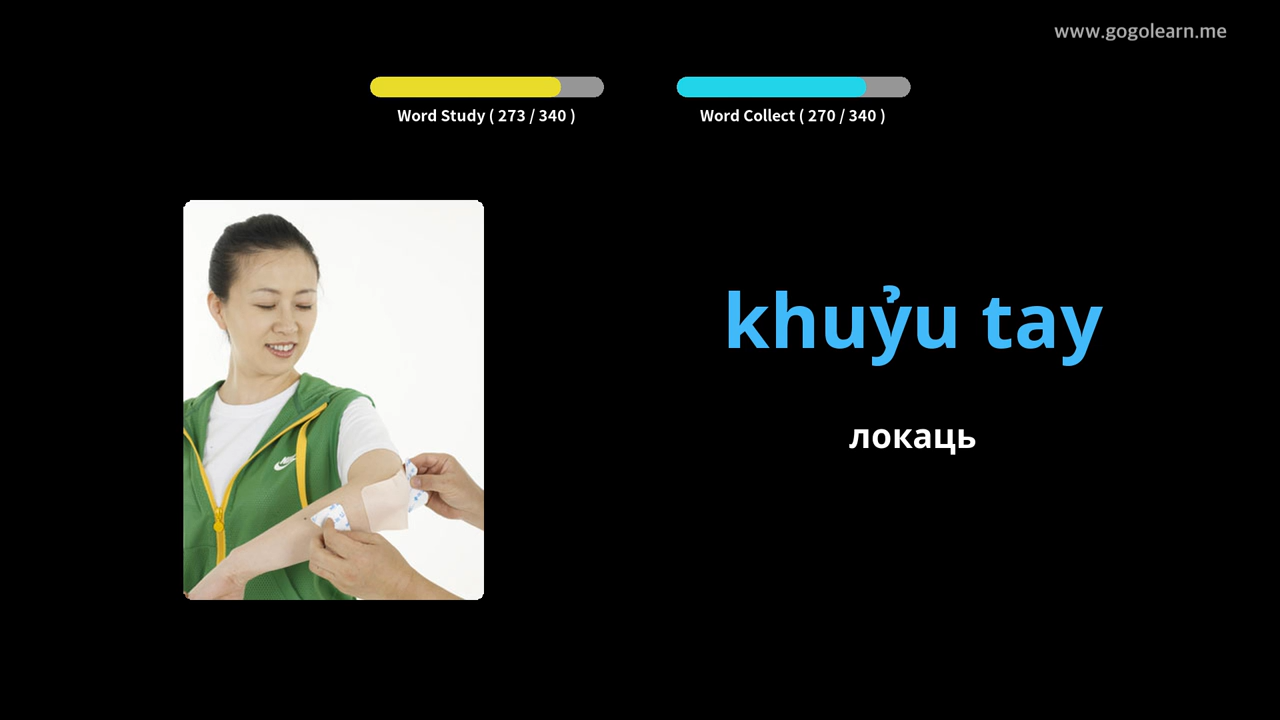 www.gogolearn.me
Word Study ( 273 / 340 )
Word Collect ( 270 / 340 )
khuỷu tay
локаць